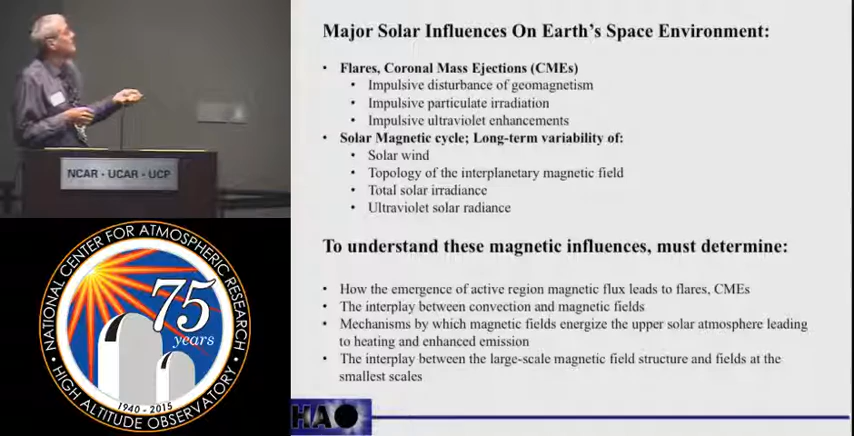 Major Solar Influences On Earth's Space Environment:
• Flares, Coronal Mass Ejections (CMEs)
• Impulsive disturbance of geomagnetism
• Impulsive particulate irradiation
• Impulsive ultraviolet enhancements
• Solar Magnetic cycle; Long-term variability of:
• Solar wind
• Topology of the interplanetary magnetic field
• Total solar irradiance
• Ultraviolet solar radiance
To understand these magnetic influences, must determine:
• How the emergence of active region magnetic flux leads to flares, CMEs
• The interplay between convection and magnetic fields
• Mechanisms by which magnetic fields energize the upper solar atmosphere leading
to heating and enhanced emission
• The interplay between the large-scale magnetic field structure and fields at the
smallest scales
HAO
NCAR - UCAR - UCP
NATIONAL CENTER FOR ATMOSPHERIC RESEARCH
75
years
1940 - 2015
• HIGH ALTITUDE OBSERVATORY •